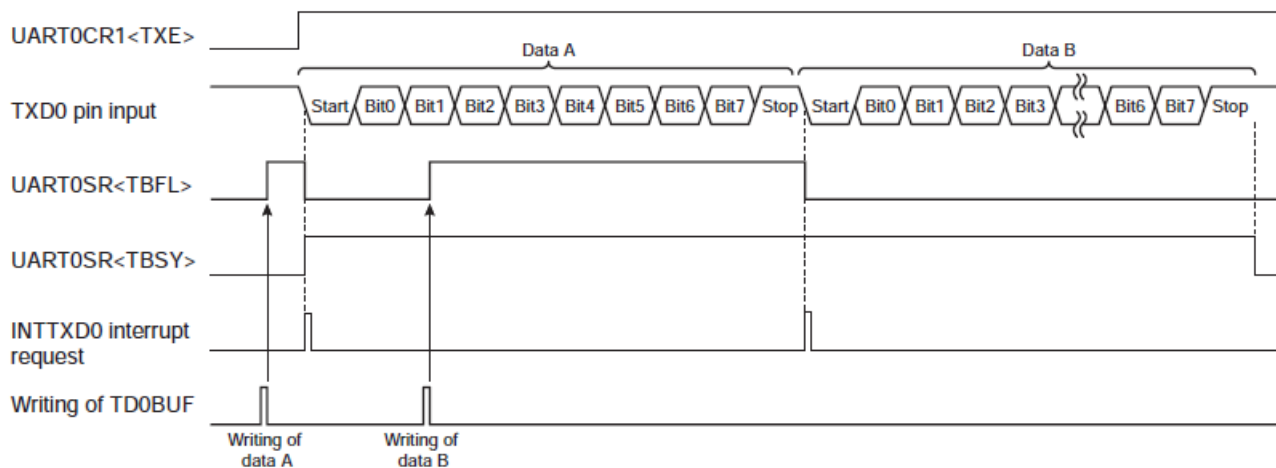 UART0CR1<TXE>
Data A
Data B
TXD0 pin input
Start Bit0 Bit1 Bit2 Bit3 Bit4 Bit5 Bit6 Bit7 Stop Start Bit0 Bit1 Bit2 Bit3 Bit6 Bit7 Stop
UART0SR<TBFL>
UART0SR<TBSY>
INTTXD0 interrupt
request
Writing of TD0BUF
Writing of
data A
Writing of
data B